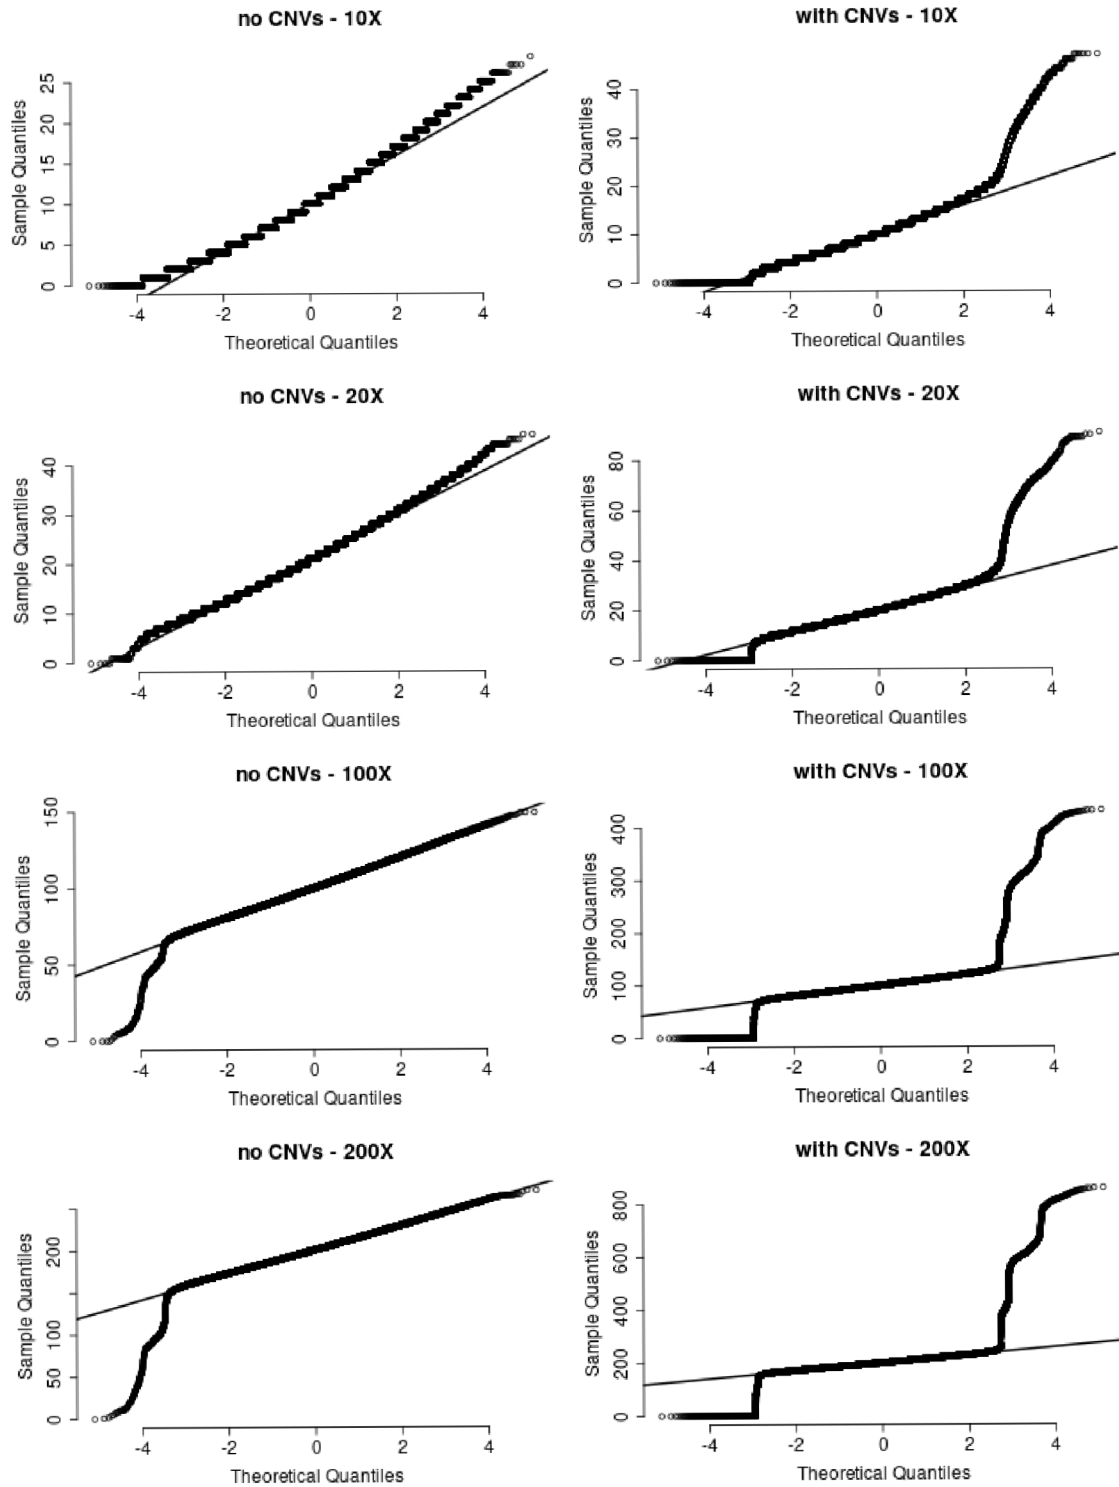 no CNVs - 10X
Sample Quantiles
0 5 10 15 20 25
-4 -2 0 2 4
Theoretical Quantiles
with CNVs - 10X
Sample Quantiles
0 10 20 30 40
-4 -2 0 2 4
Theoretical Quantiles
no CNVs - 20X
Sample Quantiles
0 10 20 30 40
-4 -2 0 2 4
Theoretical Quantiles
with CNVs - 20X
Sample Quantiles
0 20 40 60 80
-4 -2 0 2 4
Theoretical Quantiles
no CNVs - 100X
Sample Quantiles
0 50 100 150
-4 -2 0 2 4
Theoretical Quantiles
with CNVs - 100X
Sample Quantiles
0 100 200 300 400
-4 -2 0 2 4
Theoretical Quantiles
no CNVs - 200X
Sample Quantiles
0 50 100 200
-4 -2 0 2 4
Theoretical Quantiles
with CNVs - 200X
Sample Quantiles
0 200 400 600 800
-4 -2 0 2 4
Theoretical Quantiles